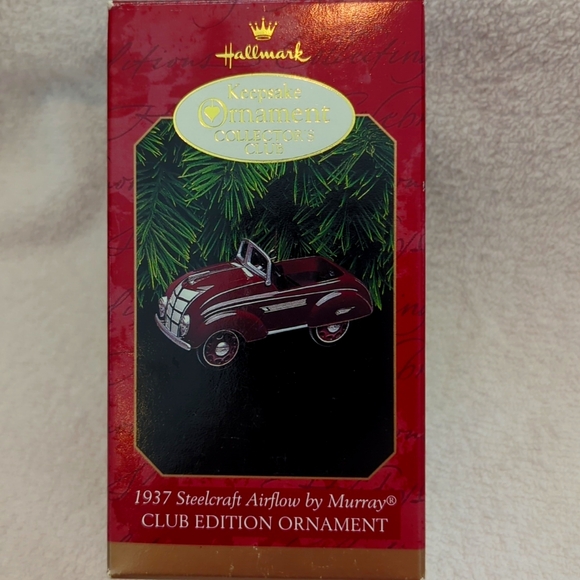 Hallmark
Keepsake
Ornament
COLLECTOR'S
CLUB
1937 Steelcraft Airflow by Murray®
CLUB EDITION ORNAMENT